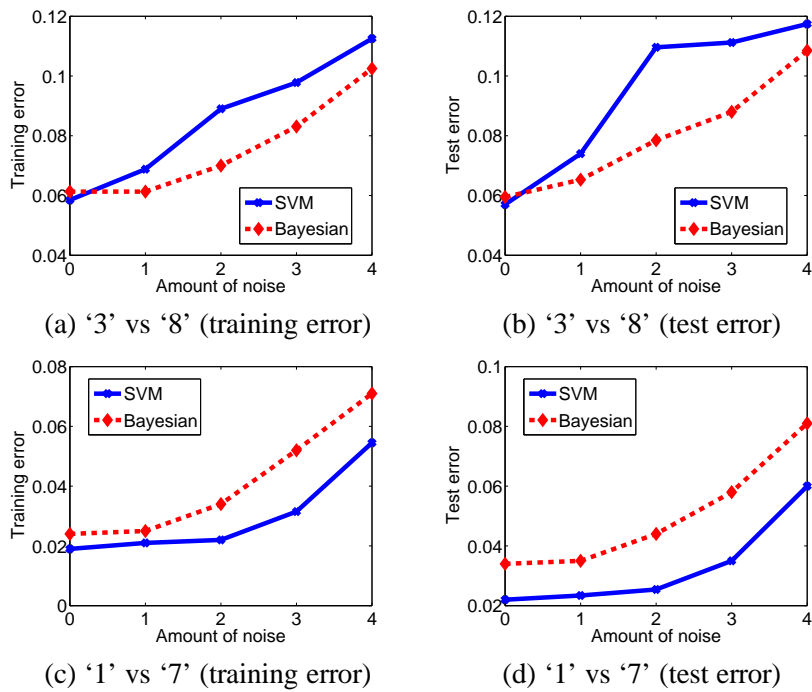 0.12
0.1
0.08
0.06
0.04
Training error
SVM
Bayesian
0 1 2 3 4
Amount of noise
(a) ‘3’ vs ‘8’ (training error)
0.12
0.1
0.08
0.06
0.04
Test error
SVM
Bayesian
0 1 2 3 4
Amount of noise
(b) ‘3’ vs ‘8’ (test error)
0.08
0.06
0.04
0.02
0
Training error
SVM
Bayesian
0 1 2 3 4
Amount of noise
(c) ‘1’ vs ‘7’ (training error)
0.1
0.08
0.06
0.04
0.02
Test error
SVM
Bayesian
0 1 2 3 4
Amount of noise
(d) ‘1’ vs ‘7’ (test error)